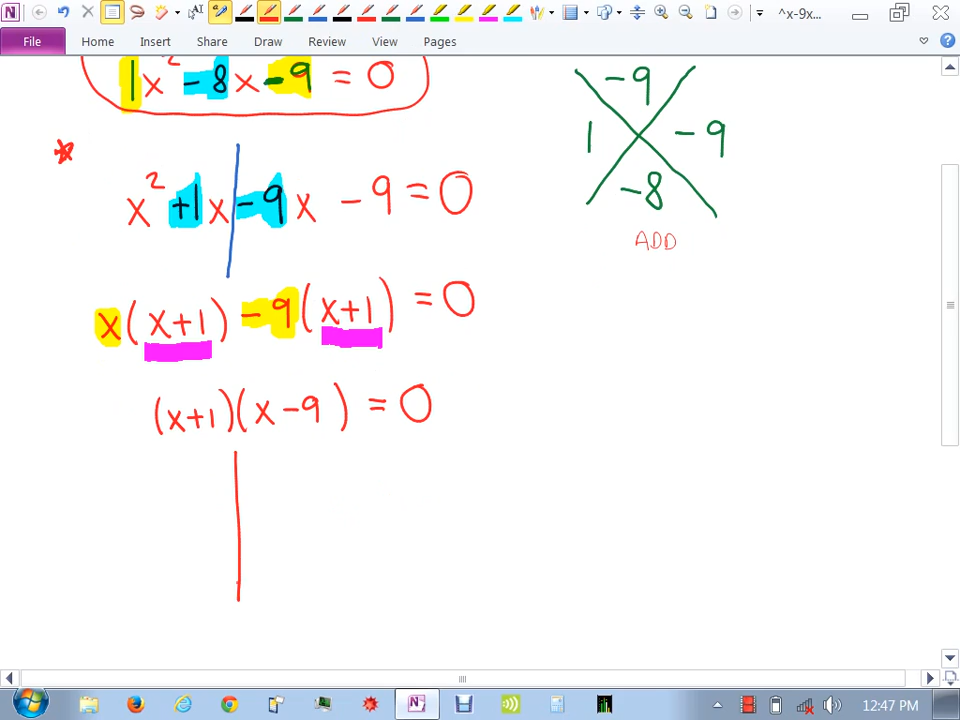 ^x-9x...
File Home Insert Share Draw Review View Pages
1x² - 8x - 9 = 0
x² +1x - 9x - 9 = 0
x(x+1) - 9(x+1) = 0
(x+1)(x-9) = 0
-9
1 -9
-8
ADD
12:47 PM